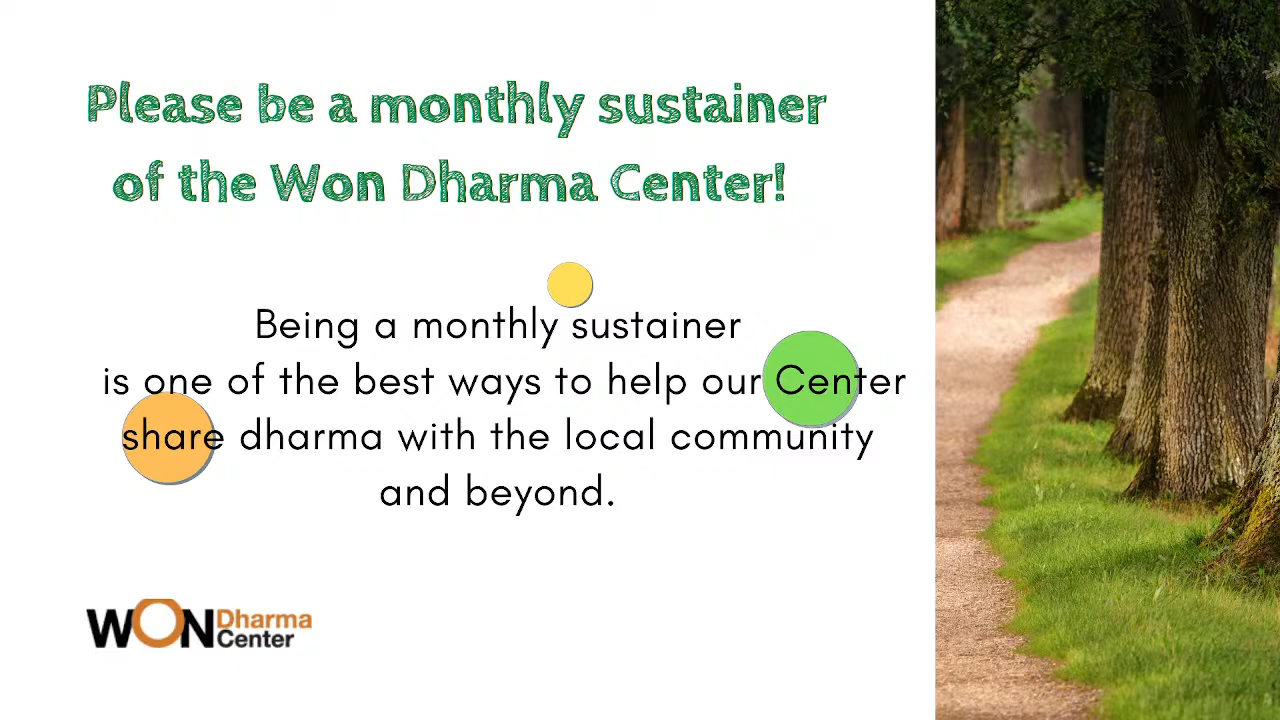 Please be a monthly sustainer
of the Won Dharma Center!
Being a monthly sustainer
is one of the best ways to help our Center
share dharma with the local community
and beyond.
WON Dharma
Center